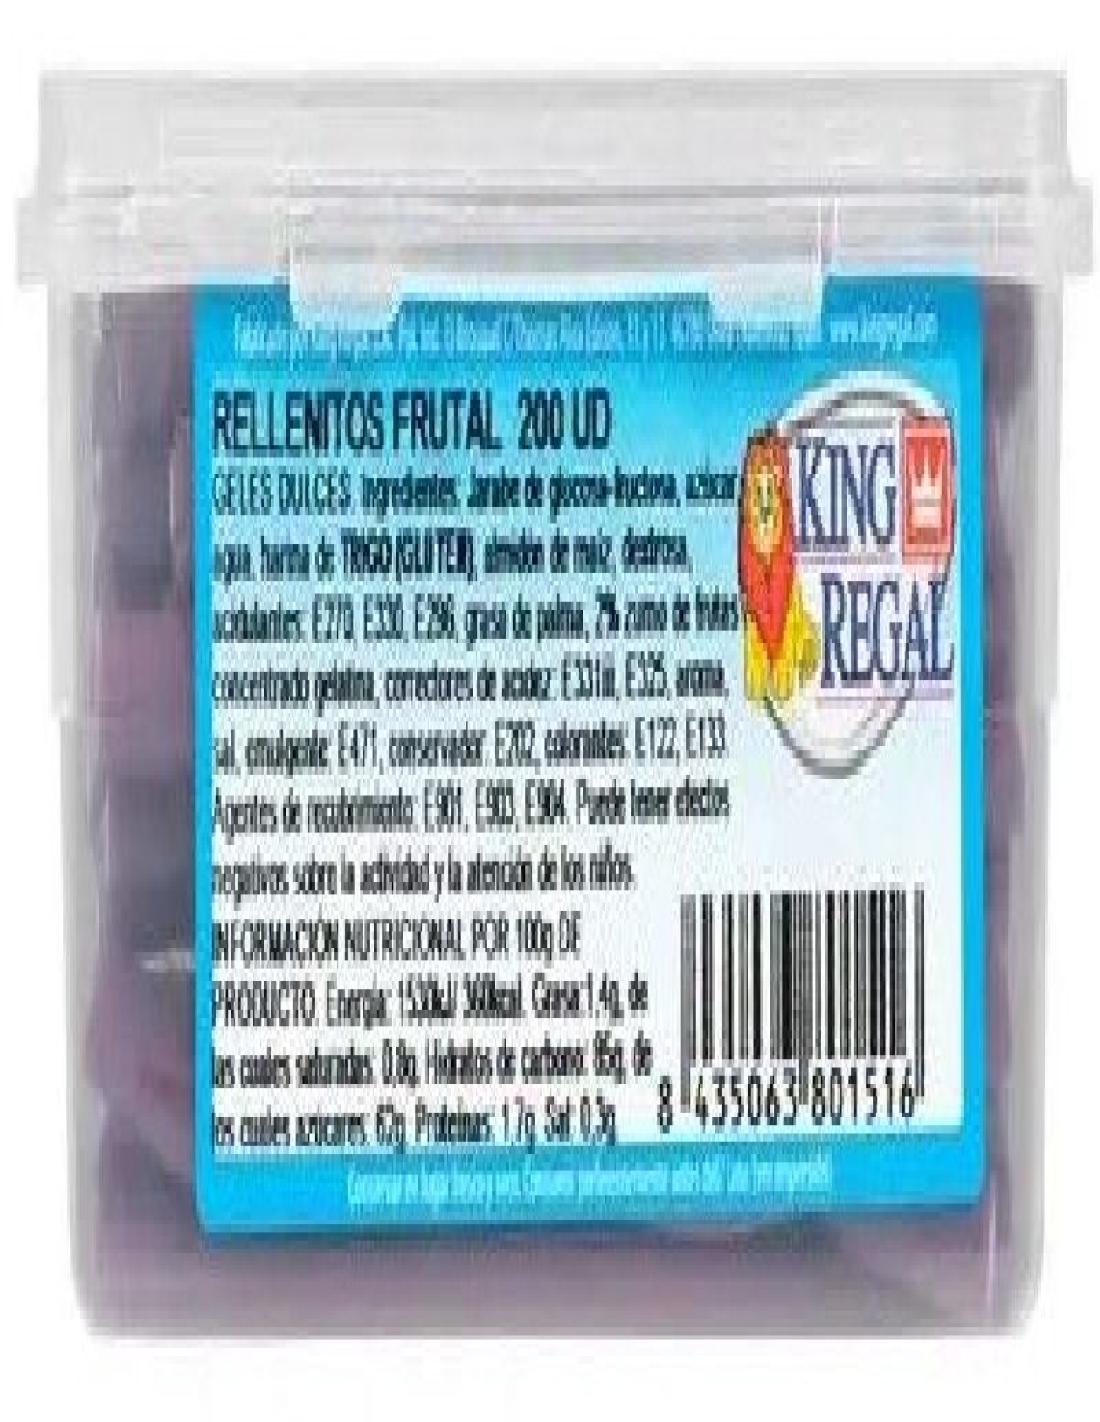 www.kingregal.com
RELLENITOS FRUTAL 200 UD
GELES DULCES. Ingredientes: Jarabe de glucosa-fructosa, azúcar
agua, harina de TRIGO (GLUTEN), almidón de maíz, dextrosa,
acidulantes: E270, E330, E296, grasa de palma, 2% zumo de frutas
concentrado gelatina, correctores de acidez: E331iii, E325, aroma,
sal, emulgente: E471, conservador: E202, colorantes: E122, E133.
Agentes de recubrimiento: E901, E903, E904. Puede tener efectos
negativos sobre la actividad y la atención de los niños.
INFORMACIÓN NUTRICIONAL POR 100g DE
PRODUCTO. Energía: 1530kJ/ 360kcal. Grasa: 1.4g, de
las cuales saturadas: 0.8g, Hidratos de carbono: 85g, de
los cuales azúcares: 62g, Proteínas: 1.7g Sal: 0.3g
KING
REGAL
8 435063 801516